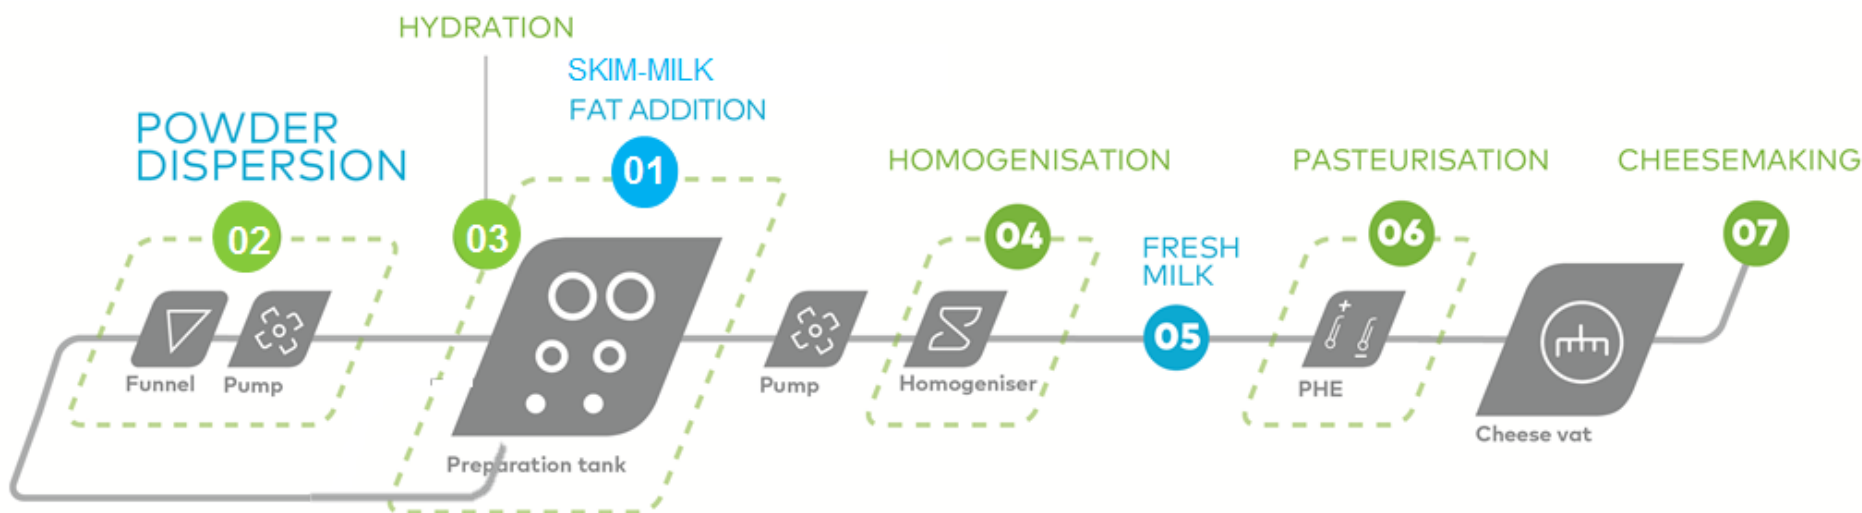 HYDRATION
SKIM-MILK
FAT ADDITION
POWDER
DISPERSION
01
HOMOGENISATION
PASTEURISATION
CHEESEMAKING
02
03
04
FRESH
MILK
05
06
07
Funnel
Pump
Preparation tank
Pump
Homogeniser
PHE
Cheese vat